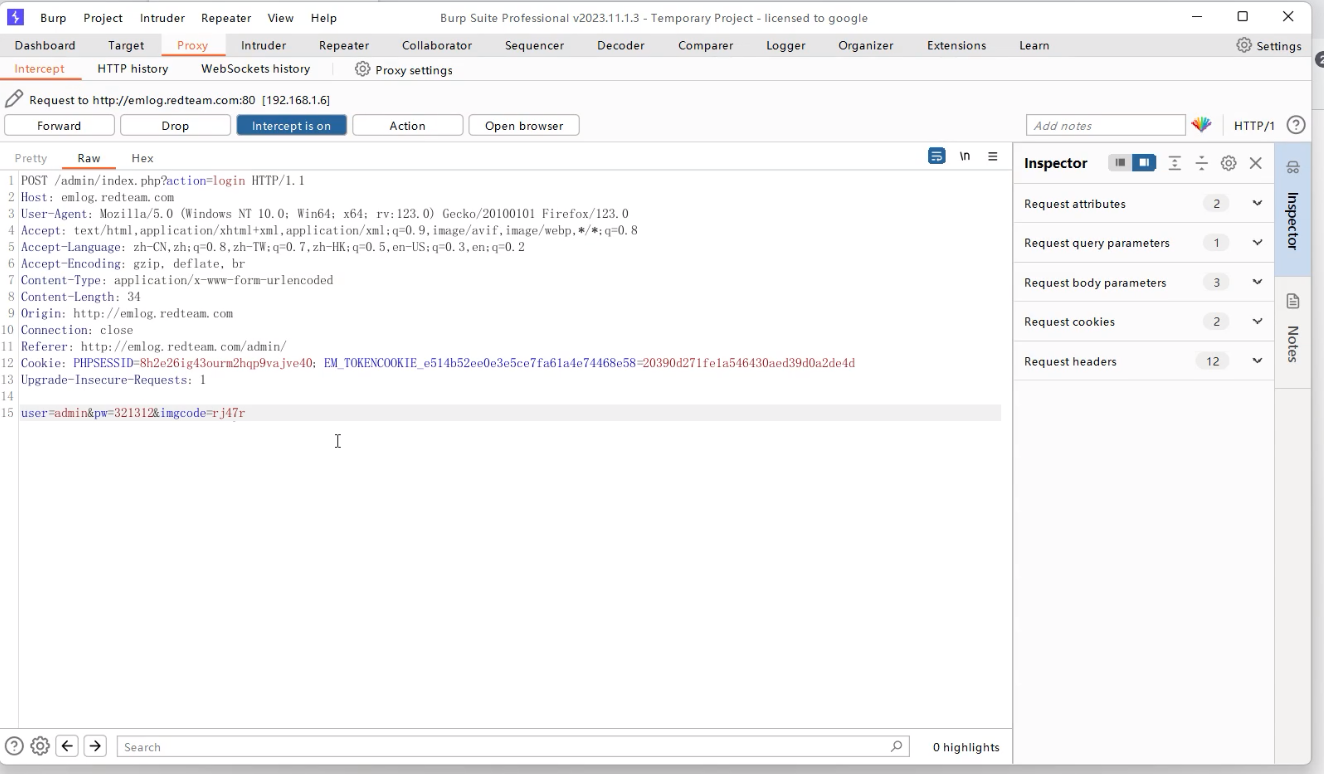 Burp Project Intruder Repeater View Help Burp Suite Professional v2023.11.1.3 - Temporary Project - licensed to google
Dashboard Target Proxy Intruder Repeater Collaborator Sequencer Decoder Comparer Logger Organizer Extensions Learn Settings
Intercept HTTP history WebSockets history Proxy settings
Request to http://emlog.redteam.com:80 [192.168.1.6]
Forward Drop Intercept is on Action Open browser Add notes HTTP/1
Pretty Raw Hex \n
1 POST /admin/index.php?action=login HTTP/1.1
2 Host: emlog.redteam.com
3 User-Agent: Mozilla/5.0 (Windows NT 10.0; Win64; x64; rv:123.0) Gecko/20100101 Firefox/123.0
4 Accept: text/html,application/xhtml+xml,application/xml;q=0.9,image/avif,image/webp,*/*;q=0.8
5 Accept-Language: zh-CN,zh;q=0.8,zh-TW;q=0.7,zh-HK;q=0.5,en-US;q=0.3,en;q=0.2
6 Accept-Encoding: gzip, deflate, br
7 Content-Type: application/x-www-form-urlencoded
8 Content-Length: 34
9 Origin: http://emlog.redteam.com
10 Connection: close
11 Referer: http://emlog.redteam.com/admin/
12 Cookie: PHPSESSID=8h2e26ig43ourm2hqp9vajve40; EM_TOKENCOOKIE_e514b52ee0e3e5ce7fa61a4e74468e58=20390d271fe1a546430aed39d0a2de4d
13 Upgrade-Insecure-Requests: 1
14
15 user=admin&pw=321312&imgcode=rj47r
Inspector
Request attributes 2
Request query parameters 1
Request body parameters 3
Request cookies 2
Request headers 12
Inspector
Notes
Search 0 highlights